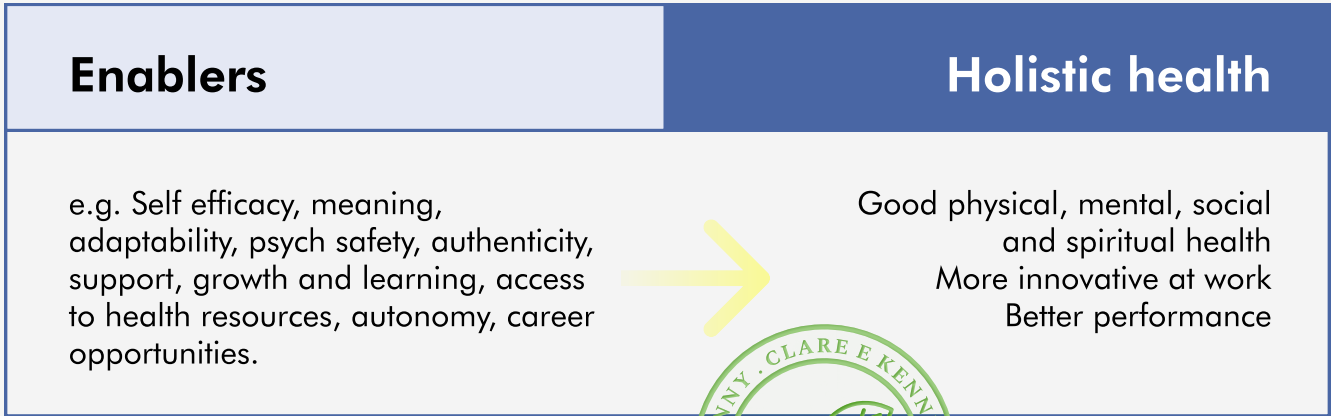 Enablers
Holistic health
e.g. Self efficacy, meaning,
adaptability, psych safety, authenticity,
support, growth and learning, access
to health resources, autonomy, career
opportunities.
Good physical, mental, social
and spiritual health
More innovative at work
Better performance
NNY . CLARE E KENN